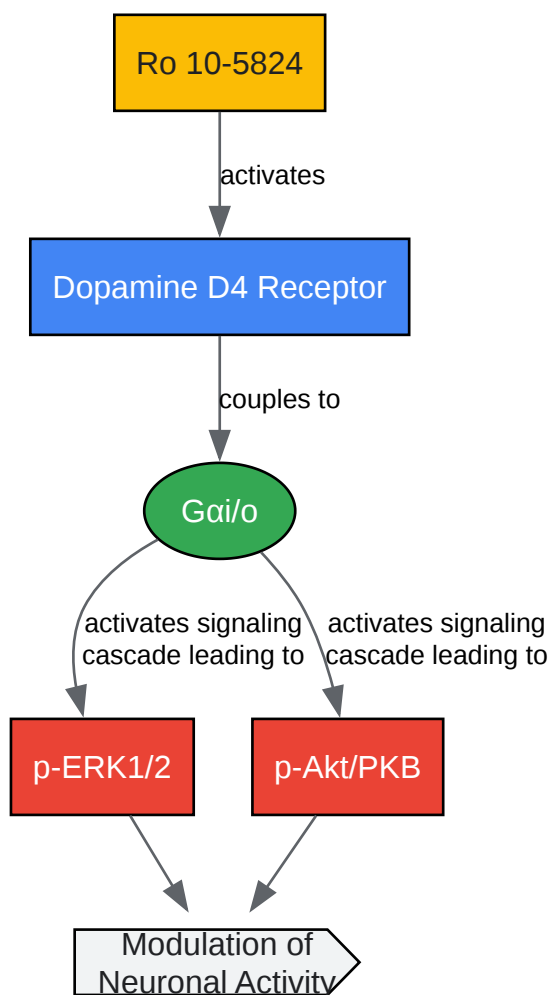 Ro 10-5824
activates
Dopamine D4 Receptor
couples to
Gαi/o
activates signaling
cascade leading to
activates signaling
cascade leading to
p-ERK1/2
p-Akt/PKB
Modulation of
Neuronal Activity